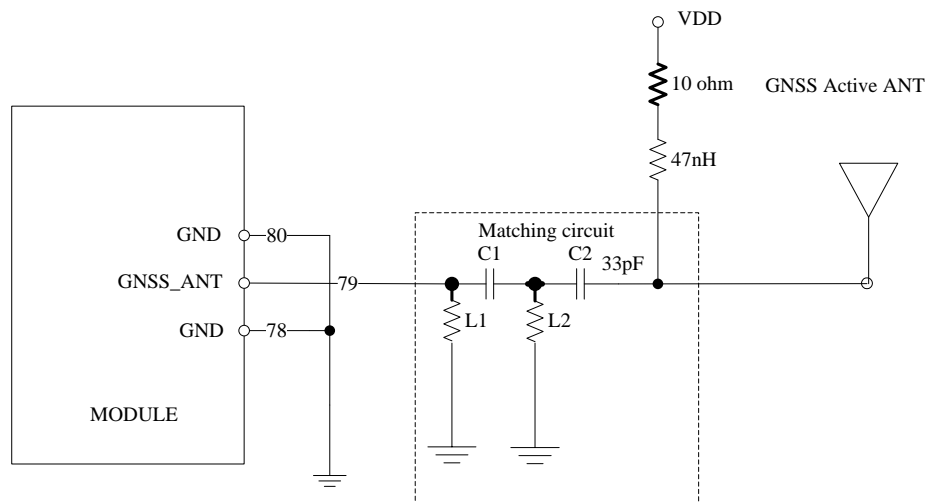 VDD
10 ohm
GNSS Active ANT
47nH
Matching circuit
C1
C2
33pF
GND
80
GNSS_ANT
79
GND
78
L1
L2
MODULE